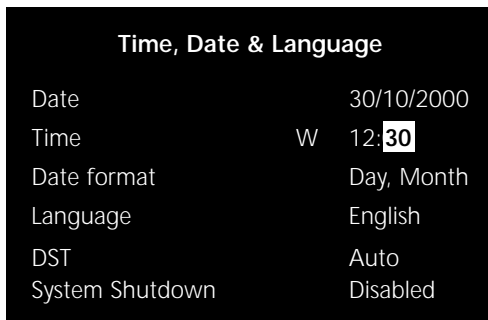 Time, Date & Language
Date 30/10/2000
Time W 12:30
Date format Day, Month
Language English
DST Auto
System Shutdown Disabled